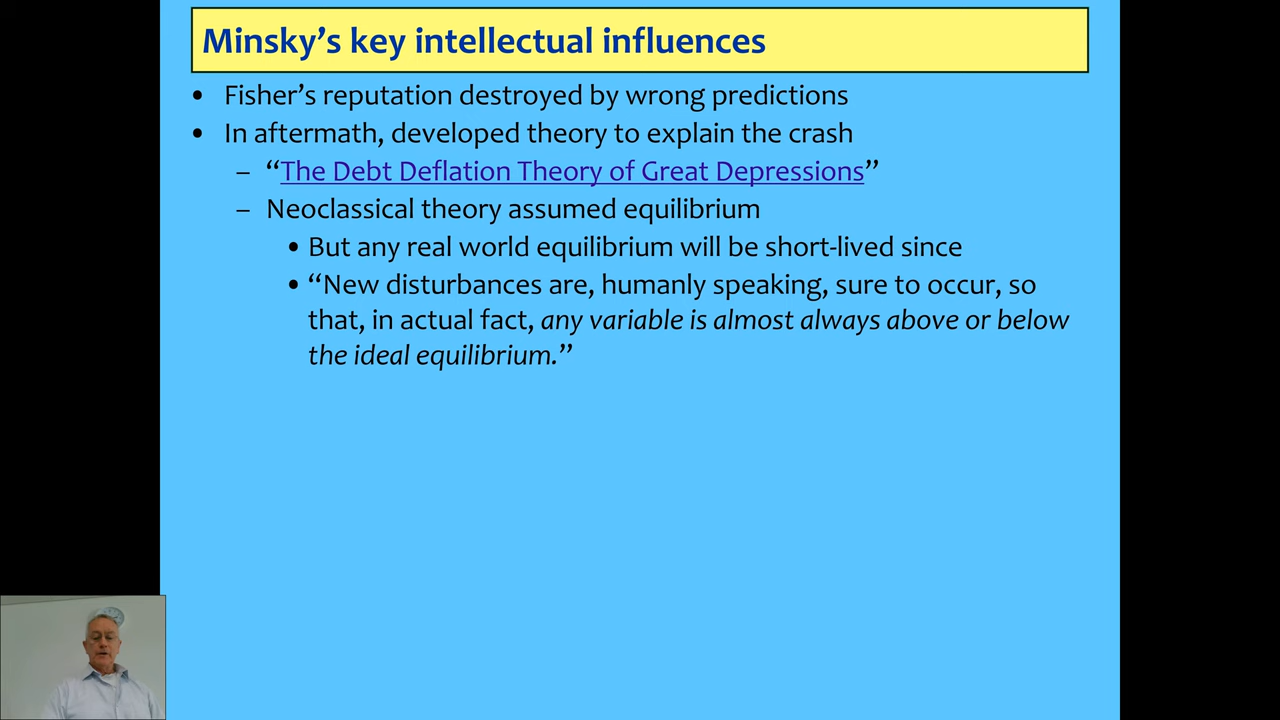 Minsky’s key intellectual influences
• Fisher’s reputation destroyed by wrong predictions
• In aftermath, developed theory to explain the crash
– “The Debt Deflation Theory of Great Depressions”
– Neoclassical theory assumed equilibrium
• But any real world equilibrium will be short-lived since
• “New disturbances are, humanly speaking, sure to occur, so
that, in actual fact, any variable is almost always above or below
the ideal equilibrium.”